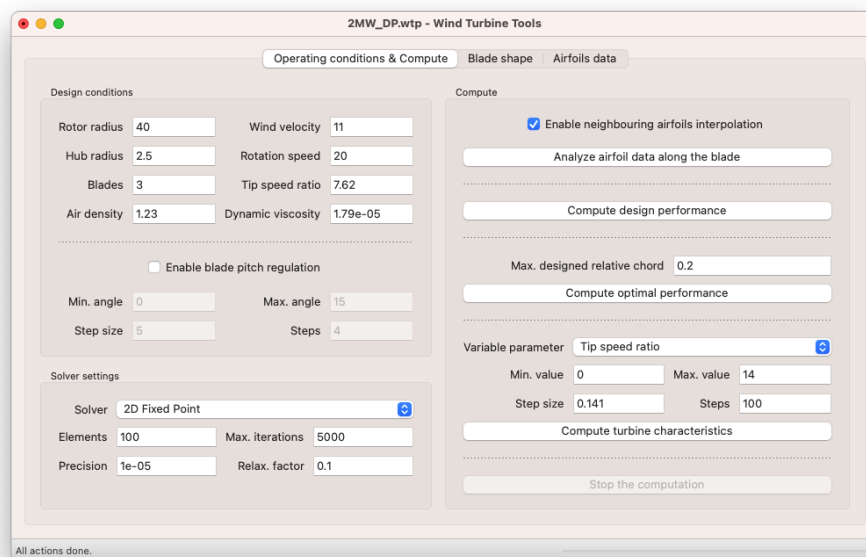 2MW_DP.wtp - Wind Turbine Tools
Operating conditions & Compute Blade shape Airfoils data
Design conditions
Rotor radius 40 Wind velocity 11
Hub radius 2.5 Rotation speed 20
Blades 3 Tip speed ratio 7.62
Air density 1.23 Dynamic viscosity 1.79e-05
Enable blade pitch regulation
Min. angle 0 Max. angle 15
Step size 5 Steps 4
Solver settings
Solver 2D Fixed Point
Elements 100 Max. iterations 5000
Precision 1e-05 Relax. factor 0.1
Compute
Enable neighbouring airfoils interpolation
Analyze airfoil data along the blade
Compute design performance
Max. designed relative chord 0.2
Compute optimal performance
Variable parameter Tip speed ratio
Min. value 0 Max. value 14
Step size 0.141 Steps 100
Compute turbine characteristics
Stop the computation
All actions done.